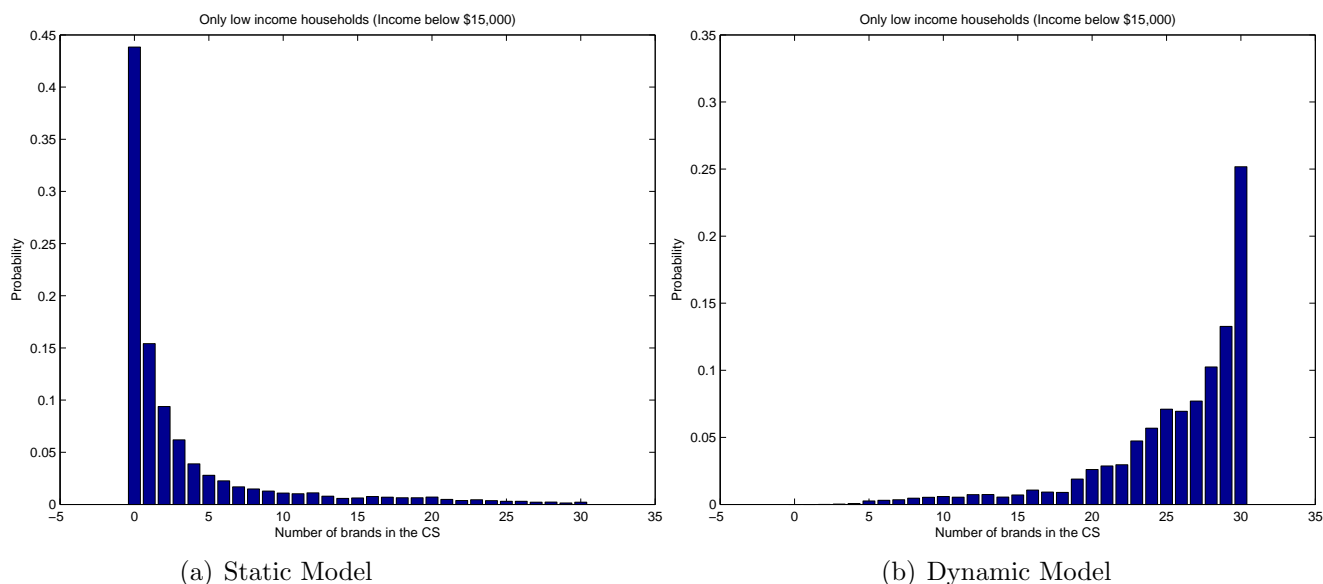 Only low income households (Income below $15,000)
0.45
0.4
0.35
0.3
0.25
0.2
0.15
0.1
0.05
0
Probability
−5 0 5 10 15 20 25 30 35
Number of brands in the CS
(a) Static Model
Only low income households (Income below $15,000)
0.35
0.3
0.25
0.2
0.15
0.1
0.05
0
Probability
−5 0 5 10 15 20 25 30 35
Number of brands in the CS
(b) Dynamic Model